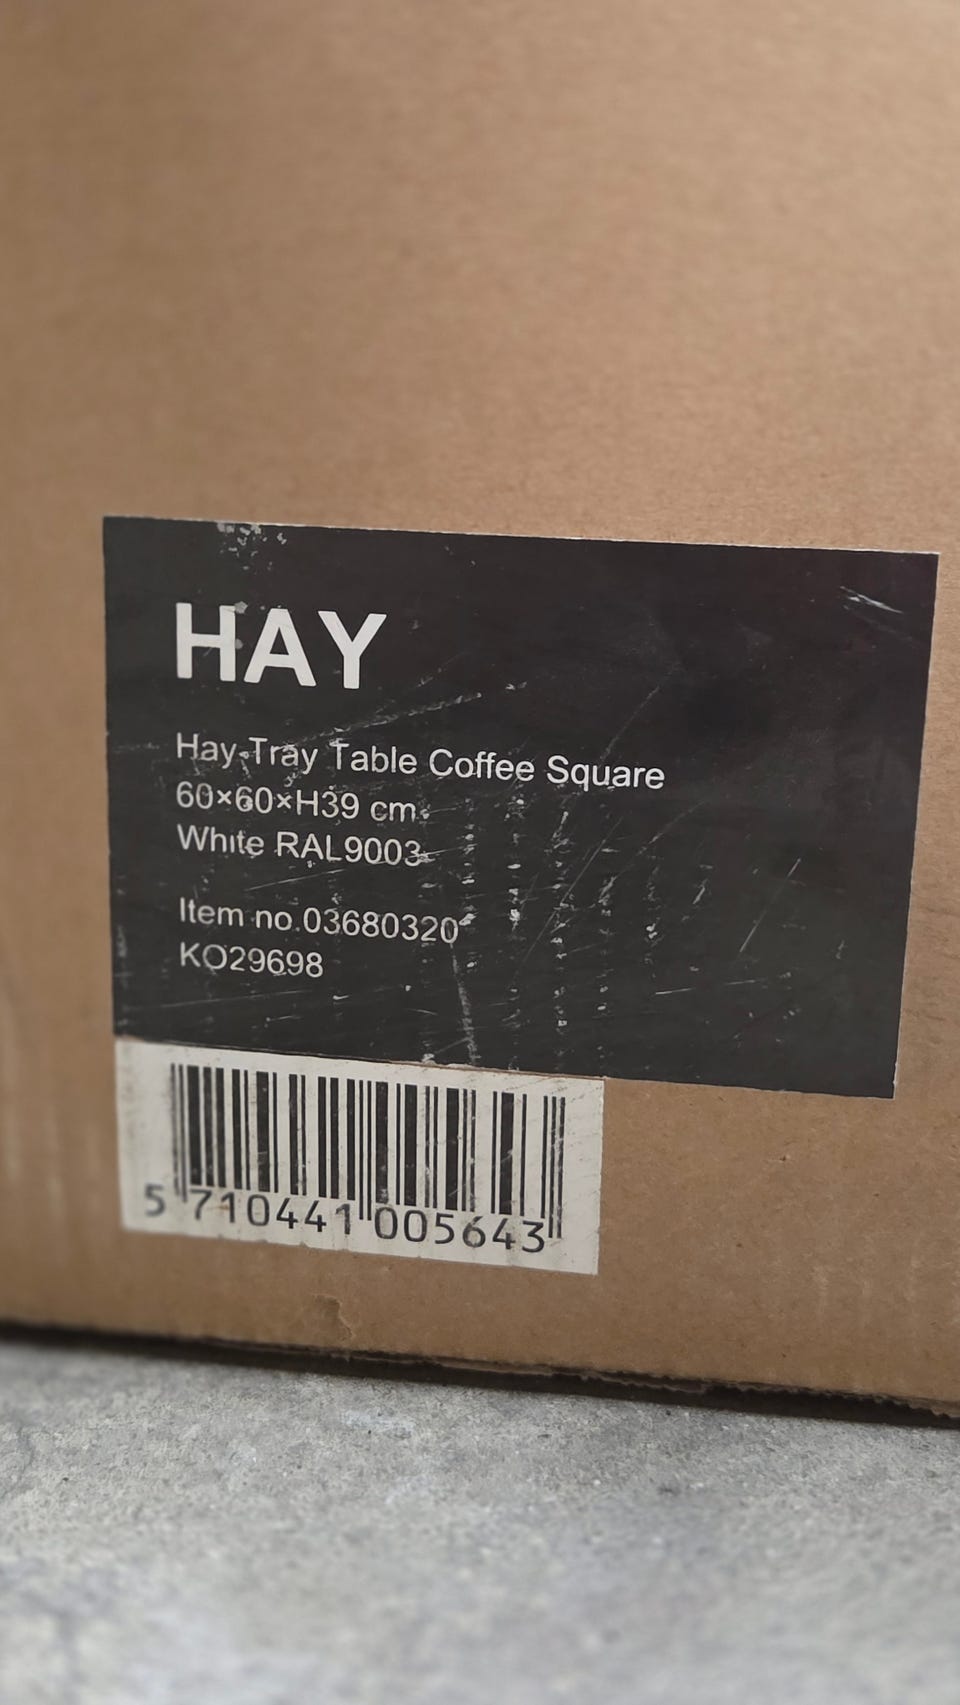 HAY
Hay-Tray Table Coffee Square
60×60×H39 cm
White RAL9003
Item no.03680320
KO29698
5 710441 005643